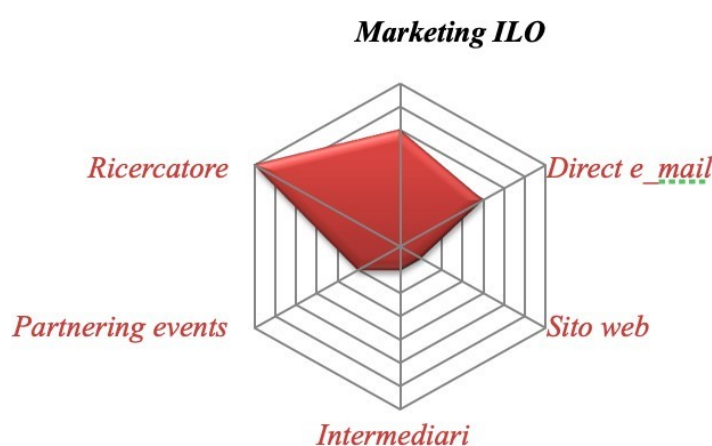 Marketing ILO
Ricercatore
Direct e_mail
Partnering events
Sito web
Intermediari